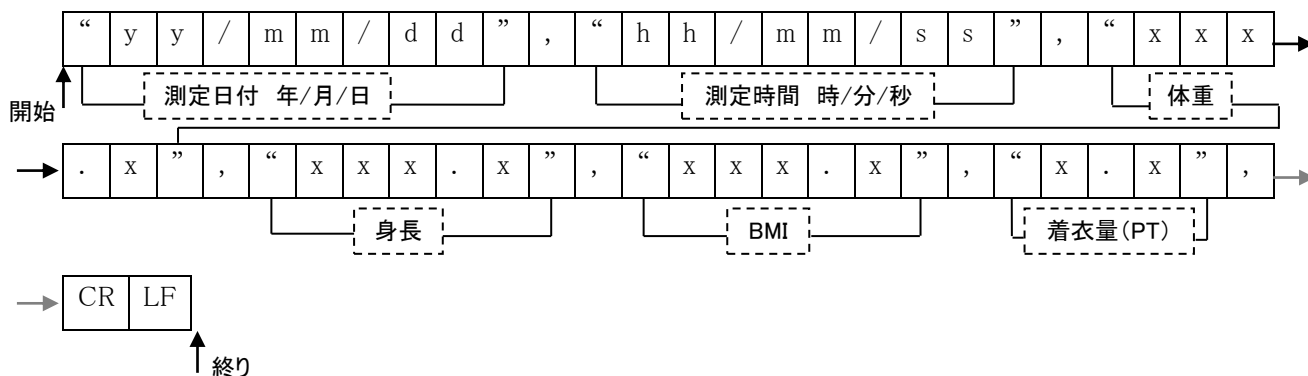 “ y y / m m / d d ” , “ h h / m m / s s ” , “ x x x
開始 測定日付 年/月/日 測定時間 時/分/秒 体重
. x ” , “ x x x . x ” , “ x x x . x ” , “ x . x ” ,
身長 BMI 着衣量(PT)
CR LF
終り